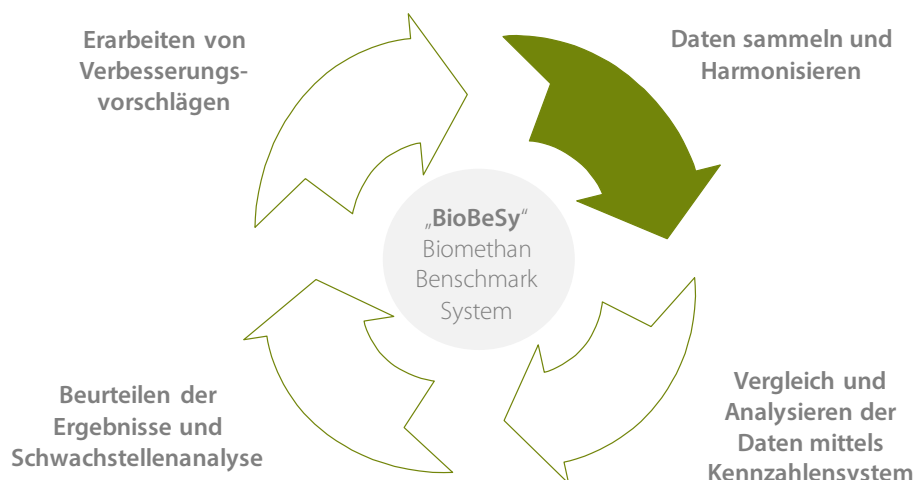 Erarbeiten von
Verbesserungs-
vorschlägen
Daten sammeln und
Harmonisieren
„BioBeSy“
Biomethan
Benschmark
System
Beurteilen der
Ergebnisse und
Schwachstellenanalyse
Vergleich und
Analysieren der
Daten mittels
Kennzahlensystem